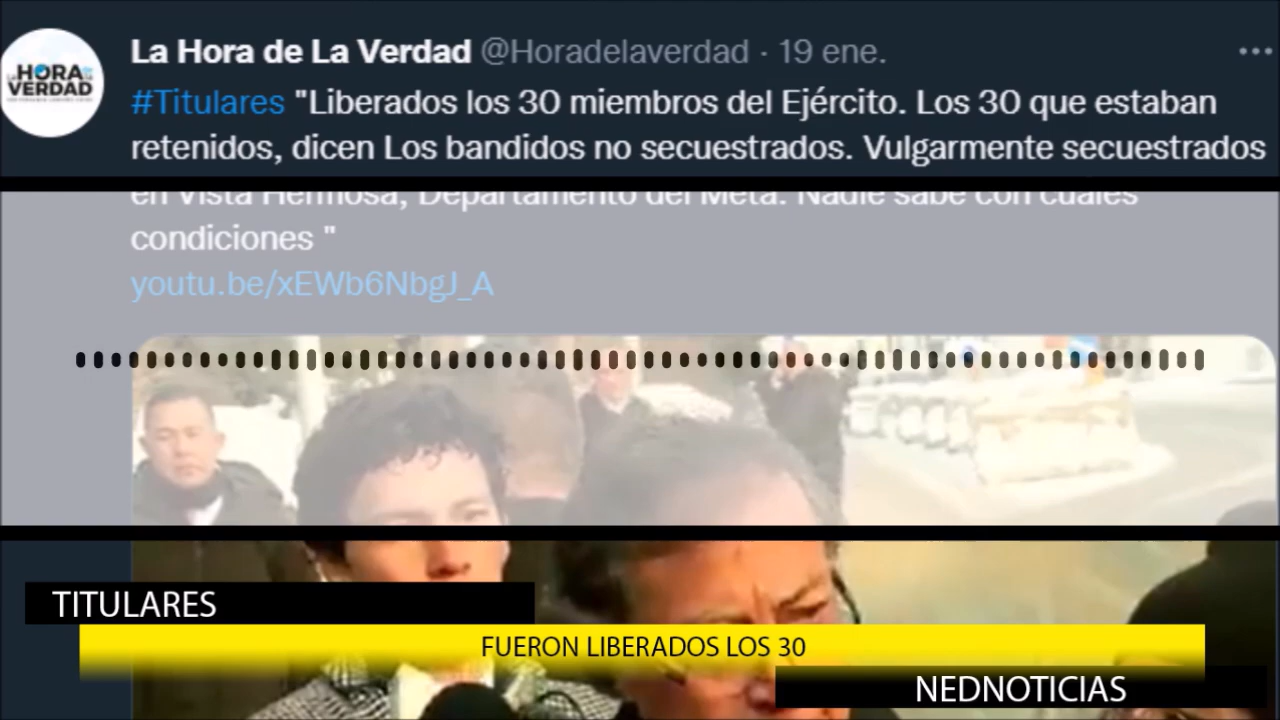 HORA
VERDAD
La Hora de La Verdad @Horadelaverdad · 19 ene.
#Titulares "Liberados los 30 miembros del Ejército. Los 30 que estaban
retenidos, dicen Los bandidos no secuestrados. Vulgarmente secuestrados
en Vista Hermosa, Departamento del Meta. Nadie sabe con cuales
condiciones "
youtu.be/xEWb6NbgJ_A
TITULARES
FUERON LIBERADOS LOS 30
NEDNOTICIAS